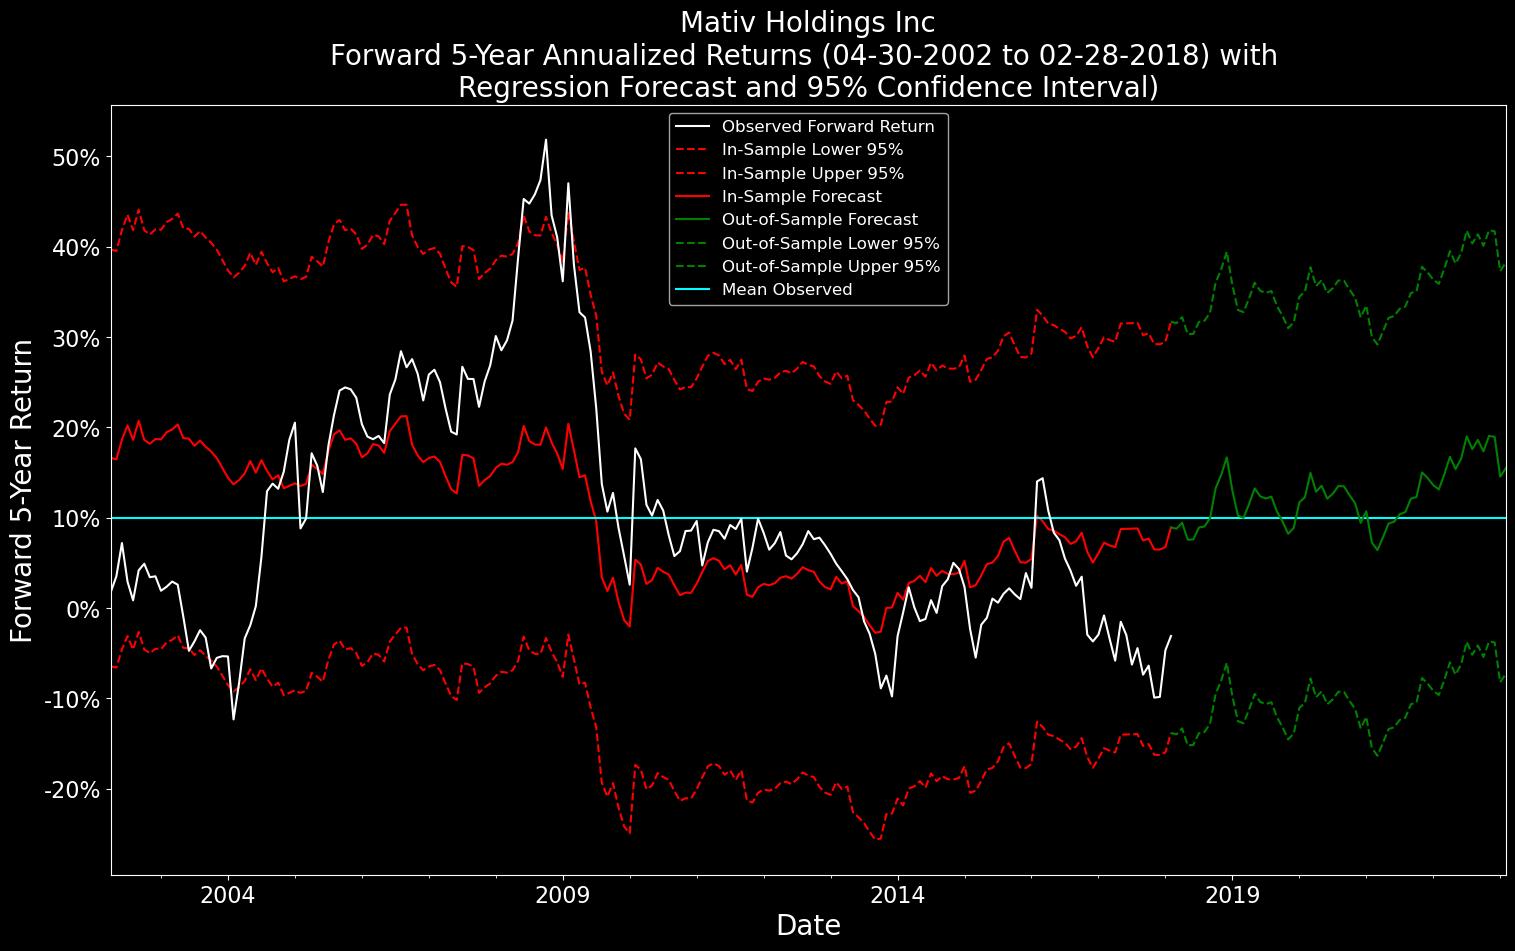 Mativ Holdings Inc
Forward 5-Year Annualized Returns (04-30-2002 to 02-28-2018) with
Regression Forecast and 95% Confidence Interval)
Observed Forward Return
In-Sample Lower 95%
In-Sample Upper 95%
In-Sample Forecast
Out-of-Sample Forecast
Out-of-Sample Lower 95%
Out-of-Sample Upper 95%
Mean Observed
Forward 5-Year Return
50%
40%
30%
20%
10%
0%
-10%
-20%
2004
2009
2014
2019
Date